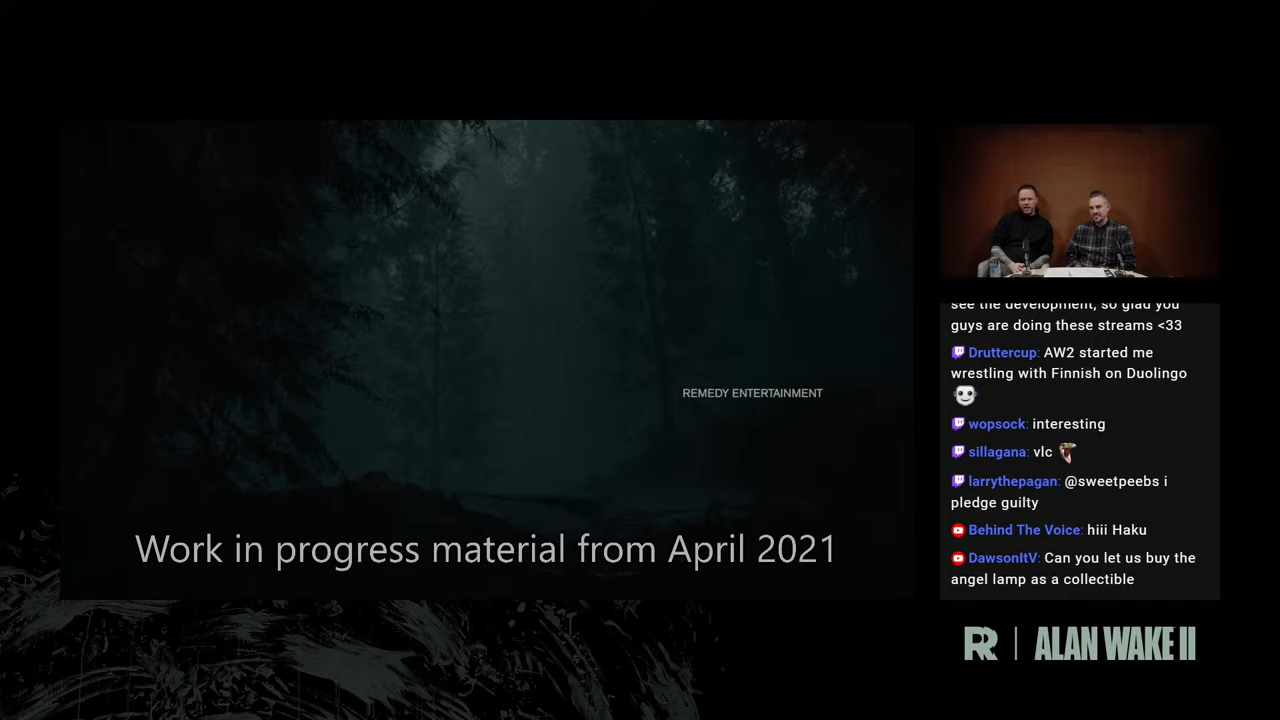 REMEDY ENTERTAINMENT
Work in progress material from April 2021
see the development, so glad you
guys are doing these streams <33
Druttercup: AW2 started me
wrestling with Finnish on Duolingo
wopsock: interesting
sillagana: vlc
larrythepagan: @sweetpeebs i
pledge guilty
Behind The Voice: hiii Haku
DawsonItV: Can you let us buy the
angel lamp as a collectible
R | ALAN WAKE II